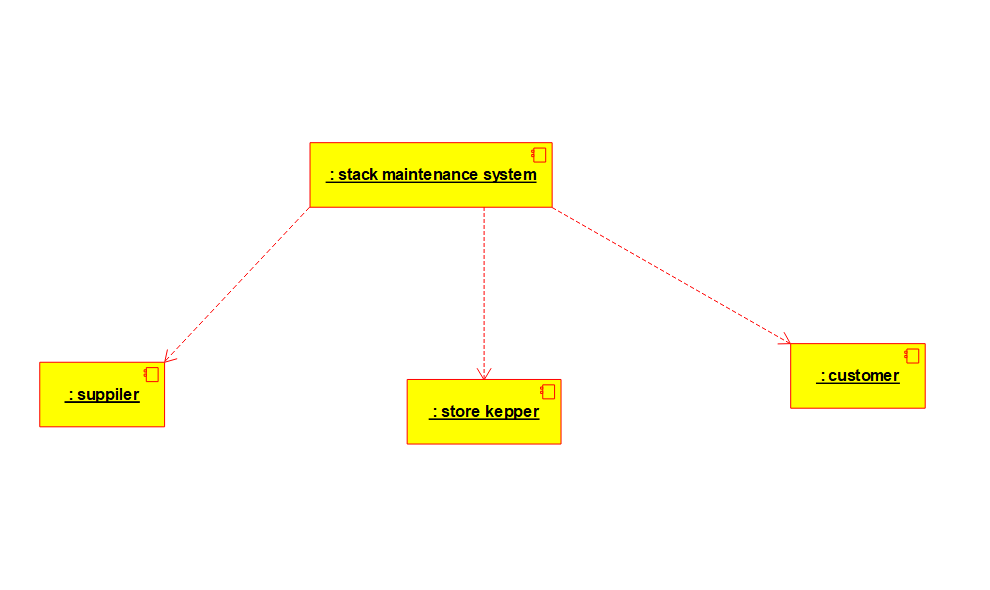 : stack maintenance system
: suppiler
: store kepper
: customer